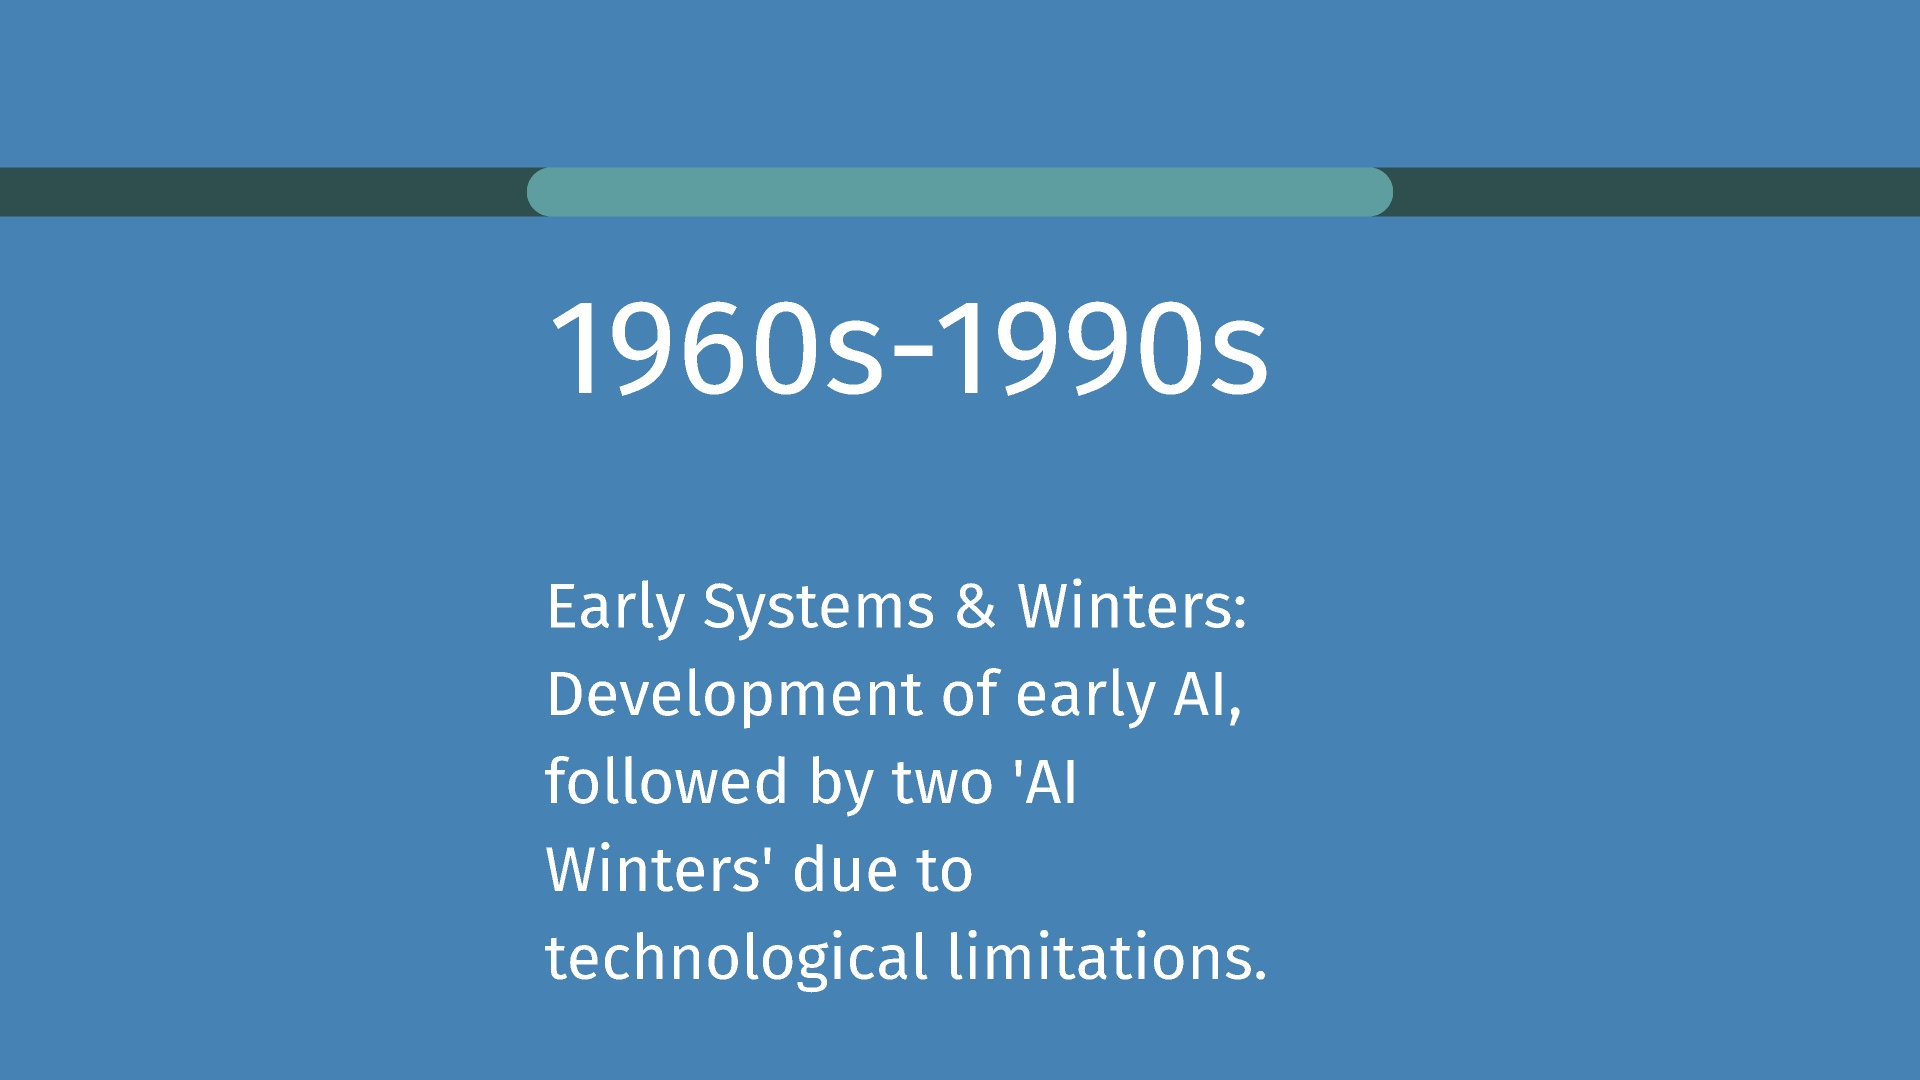 1960s-1990s
Early Systems & Winters:
Development of early AI,
followed by two 'AI
Winters' due to
technological limitations.